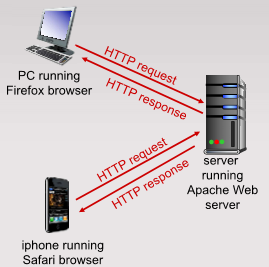 HTTP request
HTTP response
PC running
Firefox browser
HTTP request
HTTP response
server
running
Apache Web
server
iphone running
Safari browser